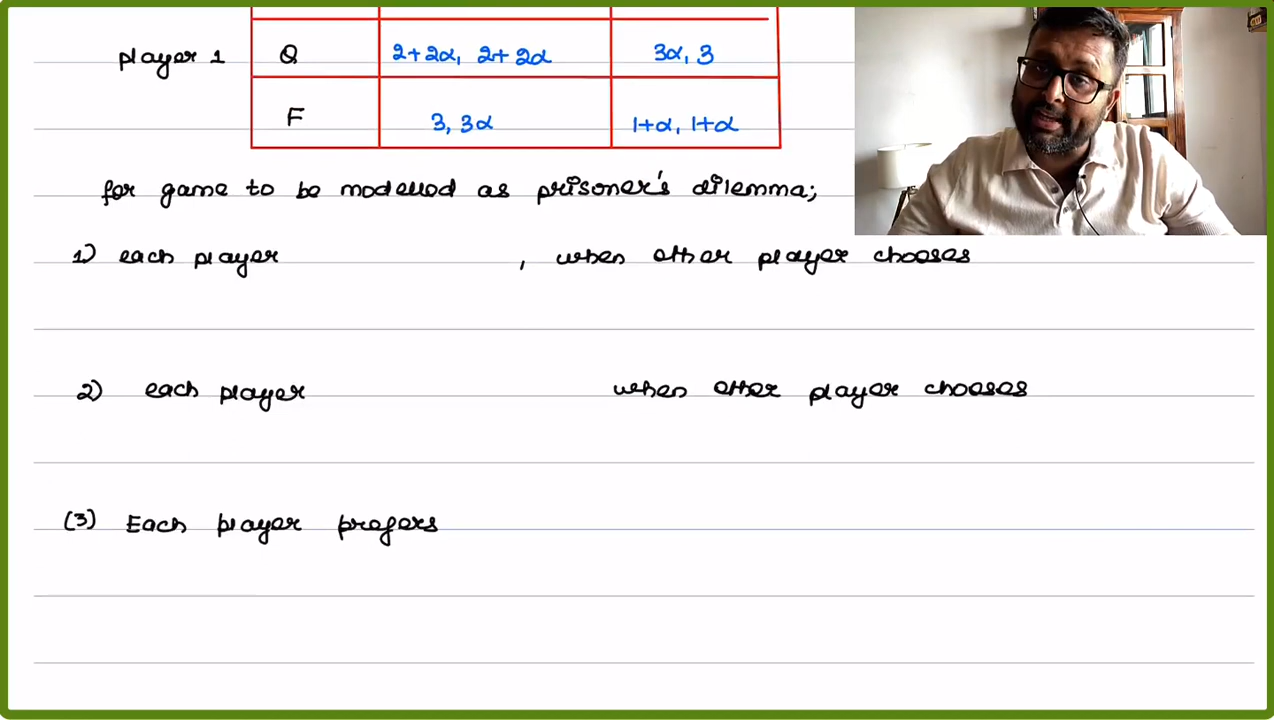 player 1 Q 2+2α, 2+2α 3α, 3
F 3, 3α 1+α, 1+α
for game to be modelled as prisoner's dilemma;
1) each player , when other player chooses
2) each player when other player chooses
(3) Each player prefers